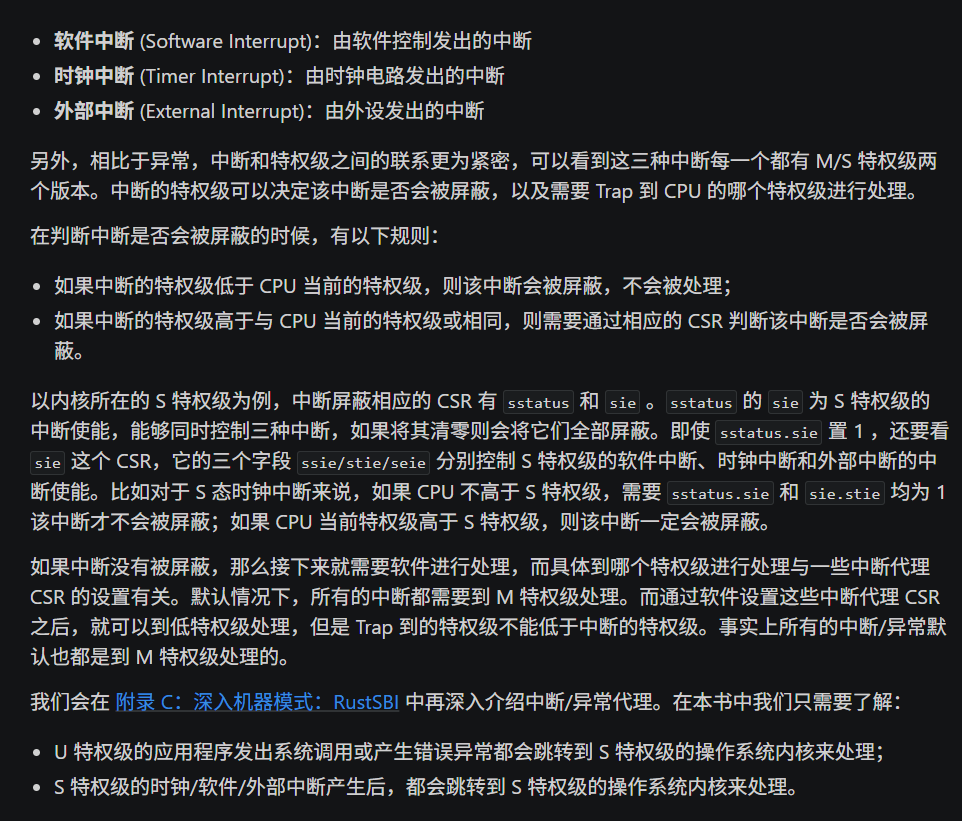 • 软件中断 (Software Interrupt)：由软件控制发出的中断
• 时钟中断 (Timer Interrupt)：由时钟电路发出的中断
• 外部中断 (External Interrupt)：由外设发出的中断
另外，相比于异常，中断和特权级之间的联系更为紧密，可以看到这三种中断每一个都有 M/S 特权级两
个版本。中断的特权级可以决定该中断是否会被屏蔽，以及需要 Trap 到 CPU 的哪个特权级进行处理。
在判断中断是否会被屏蔽的时候，有以下规则：
• 如果中断的特权级低于 CPU 当前的特权级，则该中断会被屏蔽，不会被处理；
• 如果中断的特权级高于与 CPU 当前的特权级或相同，则需要通过相应的 CSR 判断该中断是否会被屏
蔽。
以内核所在的 S 特权级为例，中断屏蔽相应的 CSR 有 sstatus 和 sie 。sstatus 的 sie 为 S 特权级的
中断使能，能够同时控制三种中断，如果将其清零则会将它们全部屏蔽。即使 sstatus.sie 置 1 ，还要看
sie 这个 CSR，它的三个字段 ssie/stie/seie 分别控制 S 特权级的软件中断、时钟中断和外部中断的中
断使能。比如对于 S 态时钟中断来说，如果 CPU 不高于 S 特权级，需要 sstatus.sie 和 sie.stie 均为 1
该中断才不会被屏蔽；如果 CPU 当前特权级高于 S 特权级，则该中断一定会被屏蔽。
如果中断没有被屏蔽，那么接下来就需要软件进行处理，而具体到哪个特权级进行处理与一些中断代理
CSR 的设置有关。默认情况下，所有的中断都需要到 M 特权级处理。而通过软件设置这些中断代理 CSR
之后，就可以到低特权级处理，但是 Trap 到的特权级不能低于中断的特权级。事实上所有的中断/异常默
认也都是到 M 特权级处理的。
我们会在 附录 C：深入机器模式：RustSBI 中再深入介绍中断/异常代理。在本书中我们只需要了解：
• U 特权级的应用程序发出系统调用或产生错误异常都会跳转到 S 特权级的操作系统内核来处理；
• S 特权级的时钟/软件/外部中断产生后，都会跳转到 S 特权级的操作系统内核来处理。